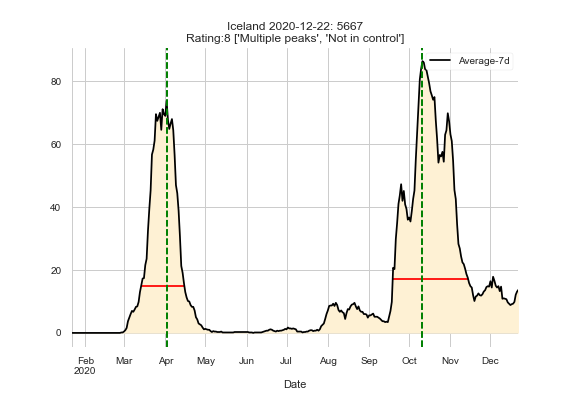 Iceland 2020-12-22: 5667
Rating:8 ['Multiple peaks', 'Not in control']
Average-7d
80
60
40
20
0
Feb Mar Apr May Jun Jul Aug Sep Oct Nov Dec
2020
Date